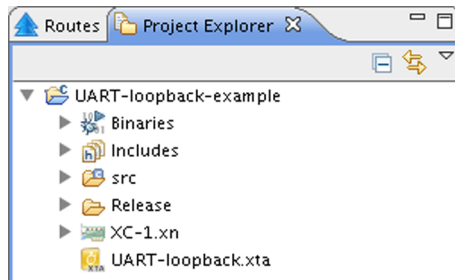 Routes Project Explorer
UART-loopback-example
Binaries
Includes
src
Release
XC-1.xn
UART-loopback.xta